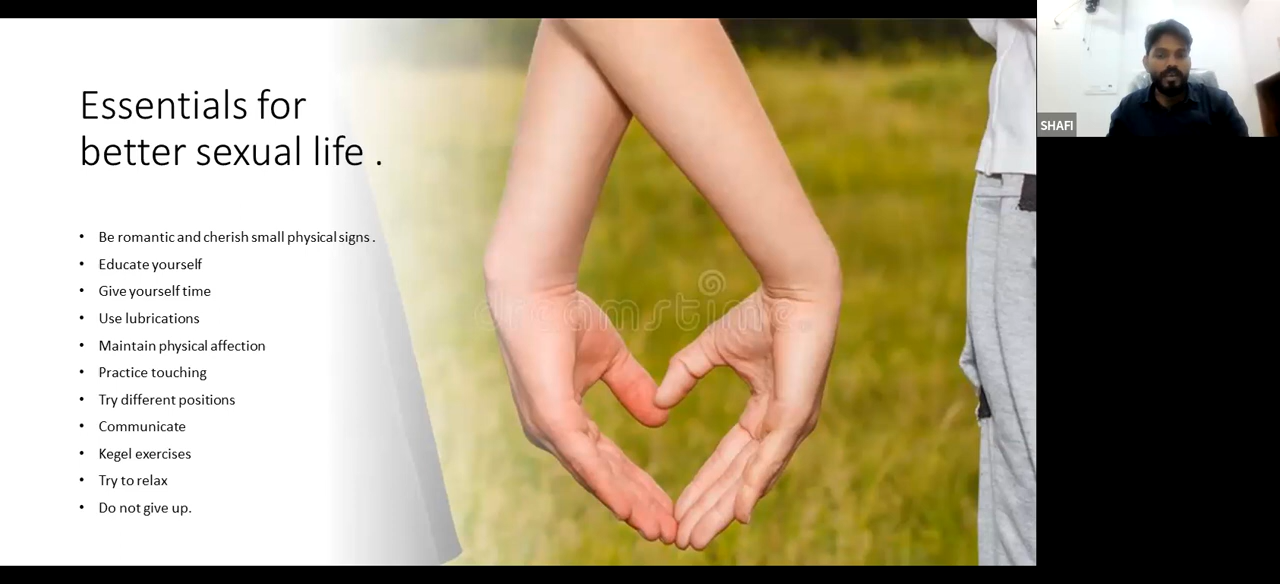 Essentials for
better sexual life .
• Be romantic and cherish small physical signs .
• Educate yourself
• Give yourself time
• Use lubrications
• Maintain physical affection
• Practice touching
• Try different positions
• Communicate
• Kegel exercises
• Try to relax
• Do not give up.
dreamstime
SHAFI